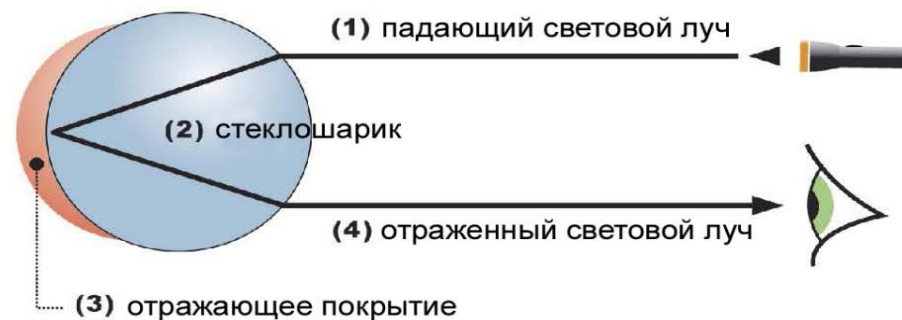 (1) падающий световой луч
(2) стеклошарик
(4) отраженный световой луч
(3) отражающее покрытие